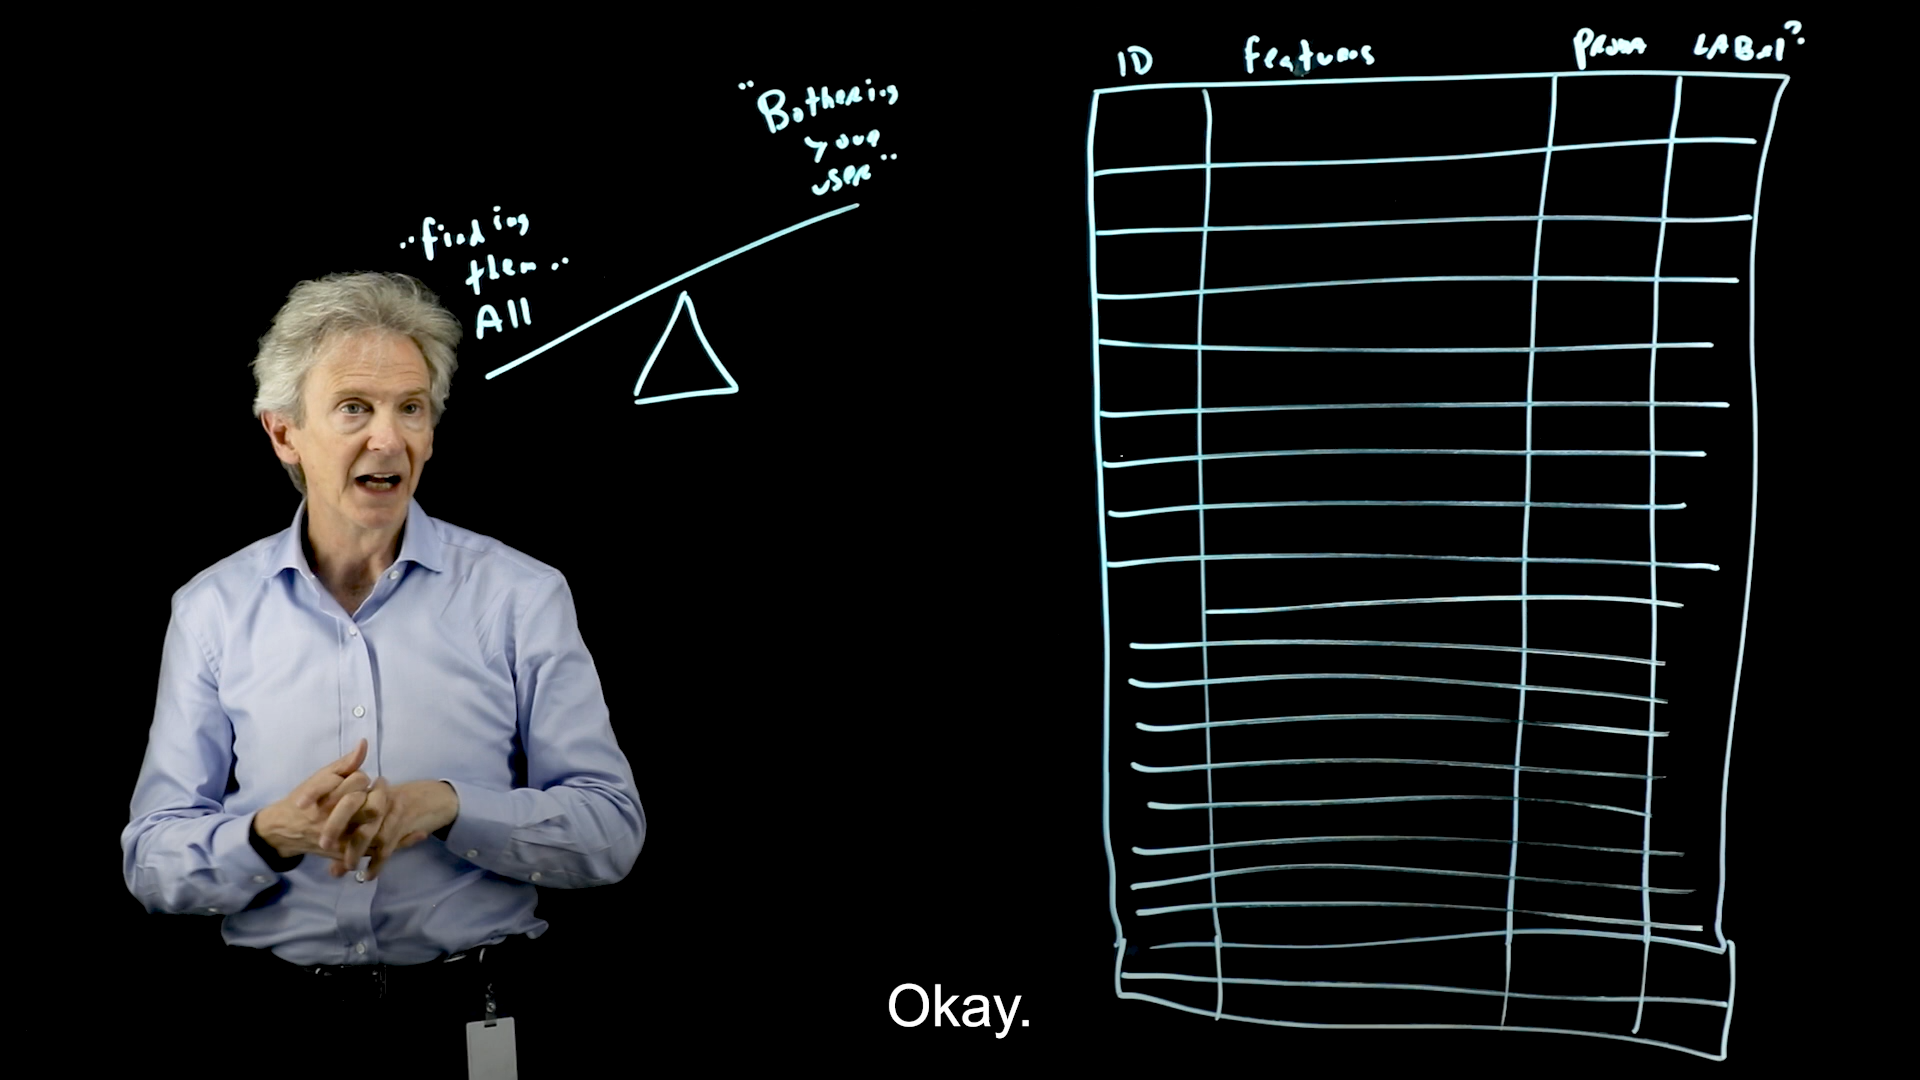 "finding
them"
All
"Bothering
your
user"
ID features LABel?
Okay.